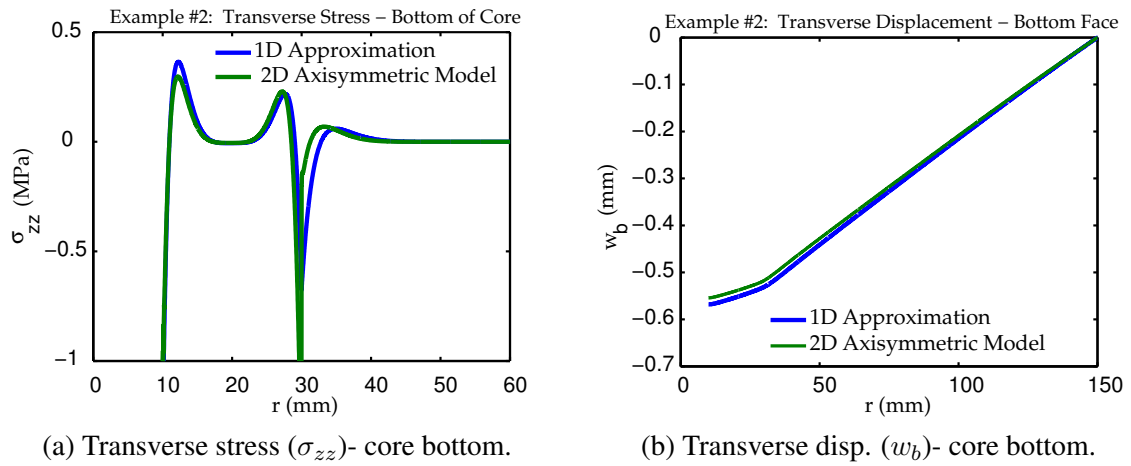 Example #2:  Transverse Stress – Bottom of Core
0.5
0
−0.5
−1
σzz (MPa)
1D Approximation
2D Axisymmetric Model
0 10 20 30 40 50 60
r (mm)
(a) Transverse stress (σzz)- core bottom.
Example #2:  Transverse Displacement – Bottom Face
0
−0.1
−0.2
−0.3
−0.4
−0.5
−0.6
−0.7
wb (mm)
1D Approximation
2D Axisymmetric Model
0 50 100 150
r (mm)
(b) Transverse disp. (wb)- core bottom.